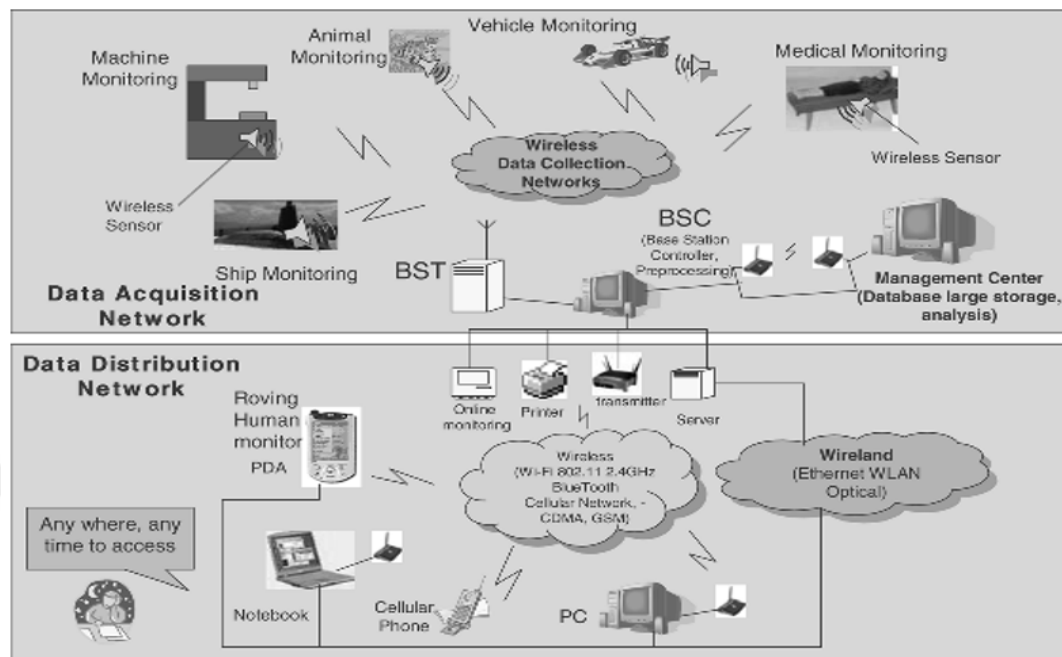 Machine
Monitoring
Animal
Monitoring
Vehicle Monitoring
Medical Monitoring
Wireless
Data Collection
Networks
Wireless Sensor
Wireless
Sensor
Ship Monitoring
BST
BSC
(Base Station
Controller,
Preprocessing)
Management Center
(Database large storage,
analysis)
Data Acquisition
Network
Data Distribution
Network
Roving
Human
monitor
PDA
Online
monitoring
Printer
transmitter
Server
Wireless
(Wi-Fi 802.11 2.4GHz
BlueTooth
Cellular Network, -
CDMA, GSM)
Wireland
(Ethernet WLAN
Optical)
Any where, any
time to access
Notebook
Cellular
Phone
PC